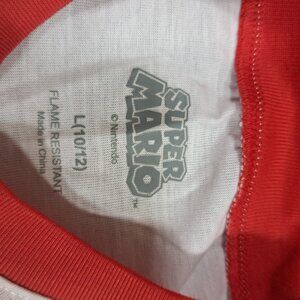 SUPER
MARIO
™
©Nintendo
L(10/12)
FLAME RESISTANT
Made in China